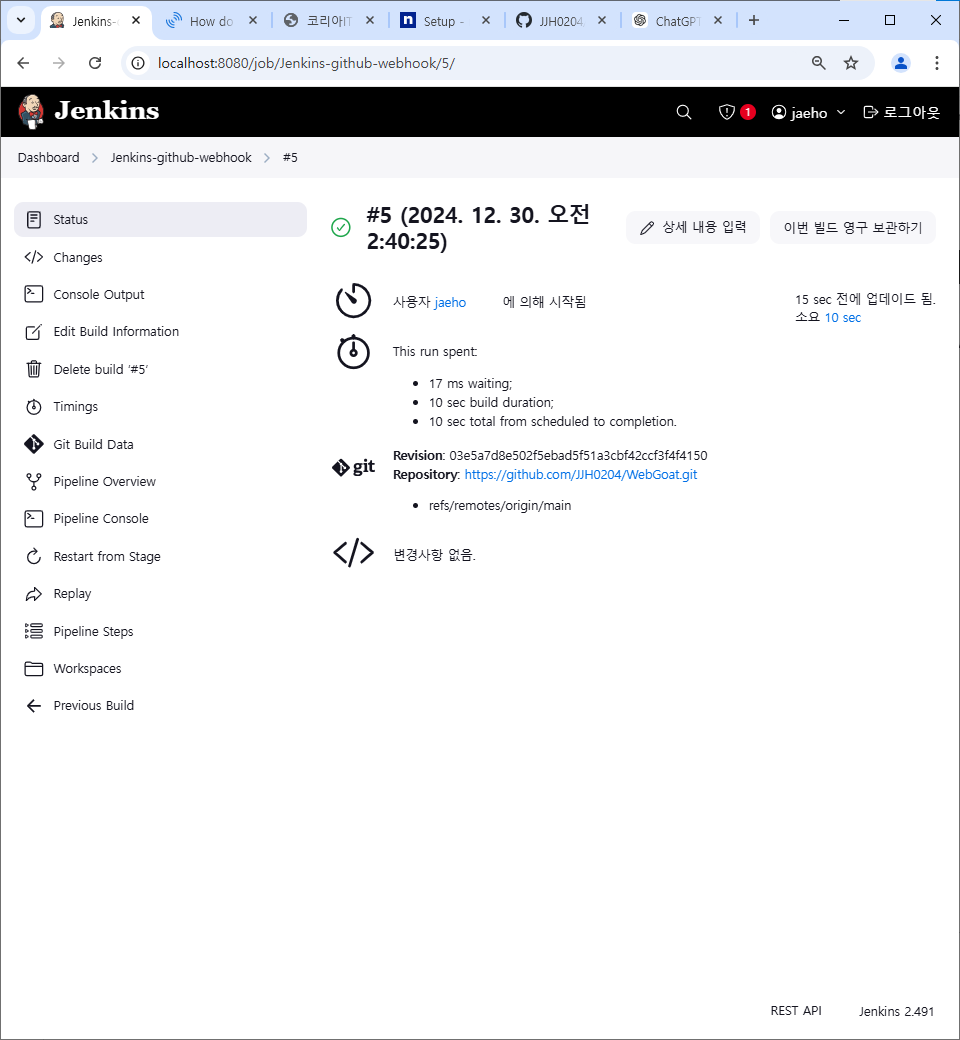 Jenkins-
How do
코리아IT
Setup -
JJH0204
ChatGPT
localhost:8080/job/Jenkins-github-webhook/5/
Jenkins
1
jaeho
로그아웃
Dashboard
Jenkins-github-webhook
#5
Status
Changes
Console Output
Edit Build Information
Delete build ‘#5’
Timings
Git Build Data
Pipeline Overview
Pipeline Console
Restart from Stage
Replay
Pipeline Steps
Workspaces
Previous Build
#5 (2024. 12. 30. 오전
2:40:25)
상세 내용 입력
이번 빌드 영구 보관하기
사용자 jaeho 에 의해 시작됨
15 sec 전에 업데이트 됨.
소요 10 sec
This run spent:
17 ms waiting;
10 sec build duration;
10 sec total from scheduled to completion.
git
Revision: 03e5a7d8e502f5ebad5f51a3cbf42ccf3f4f4150
Repository: https://github.com/JJH0204/WebGoat.git
refs/remotes/origin/main
변경사항 없음.
REST API
Jenkins 2.491